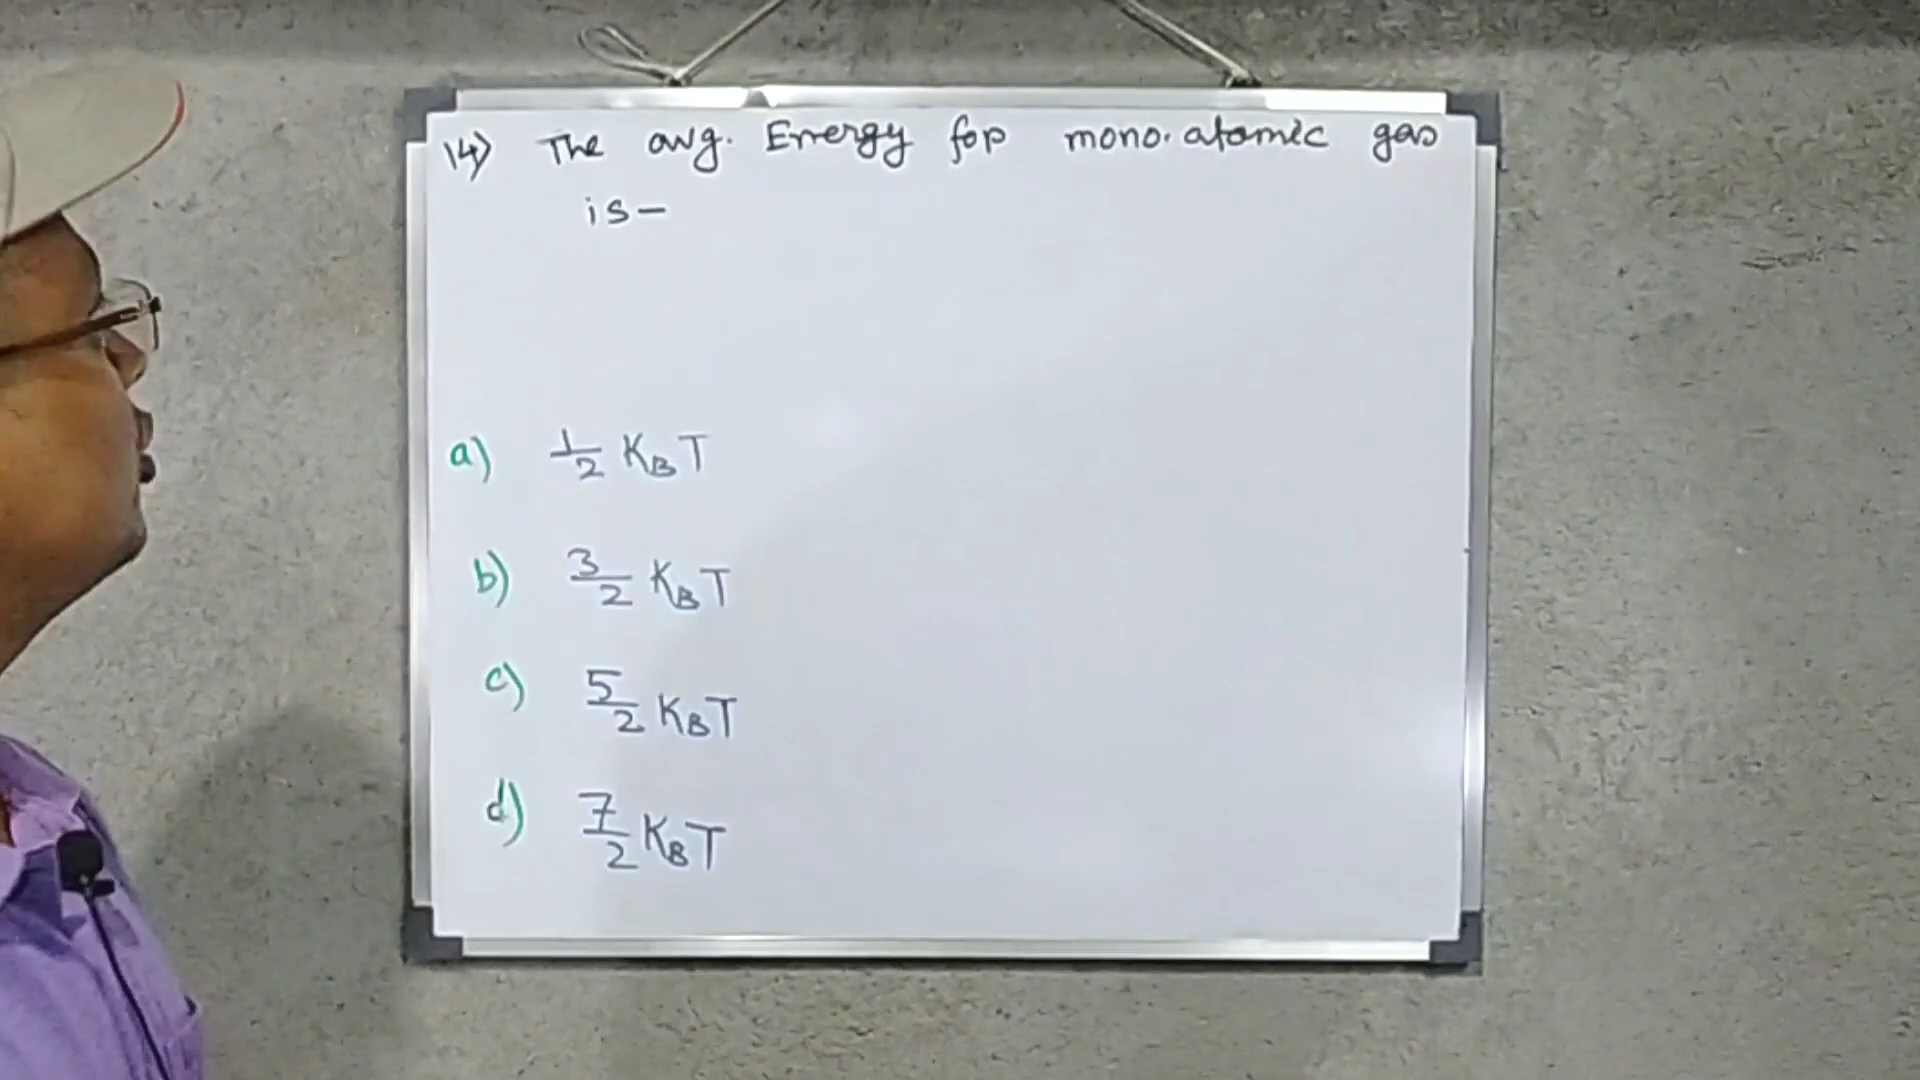 14) The avg. Energy for mono.atomic gas
is-
a) 1/2 KBT
b) 3/2 KBT
c) 5/2 KBT
d) 7/2 KBT